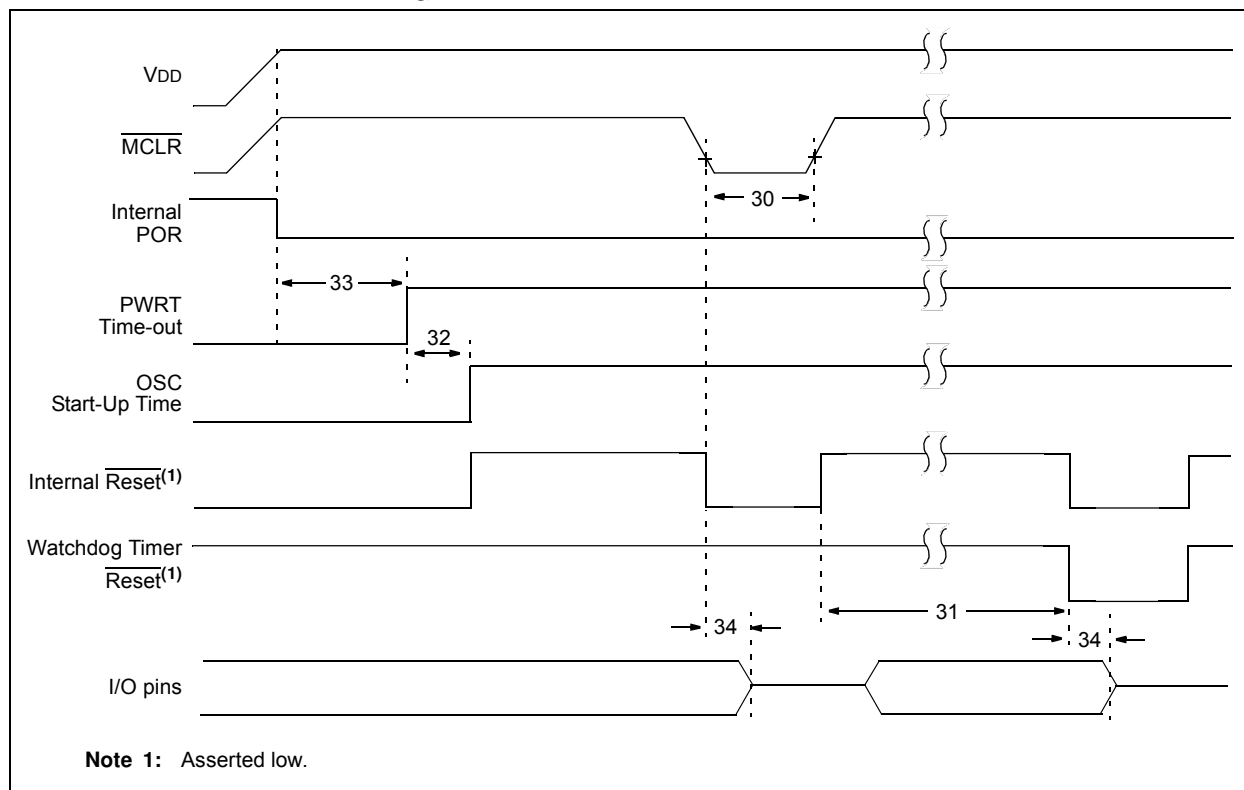 VDD
MCLR
30
Internal
POR
33
PWRT
Time-out
32
OSC
Start-Up Time
Internal Reset(1)
Watchdog Timer
Reset(1)
31
34
34
I/O pins
Note 1: Asserted low.